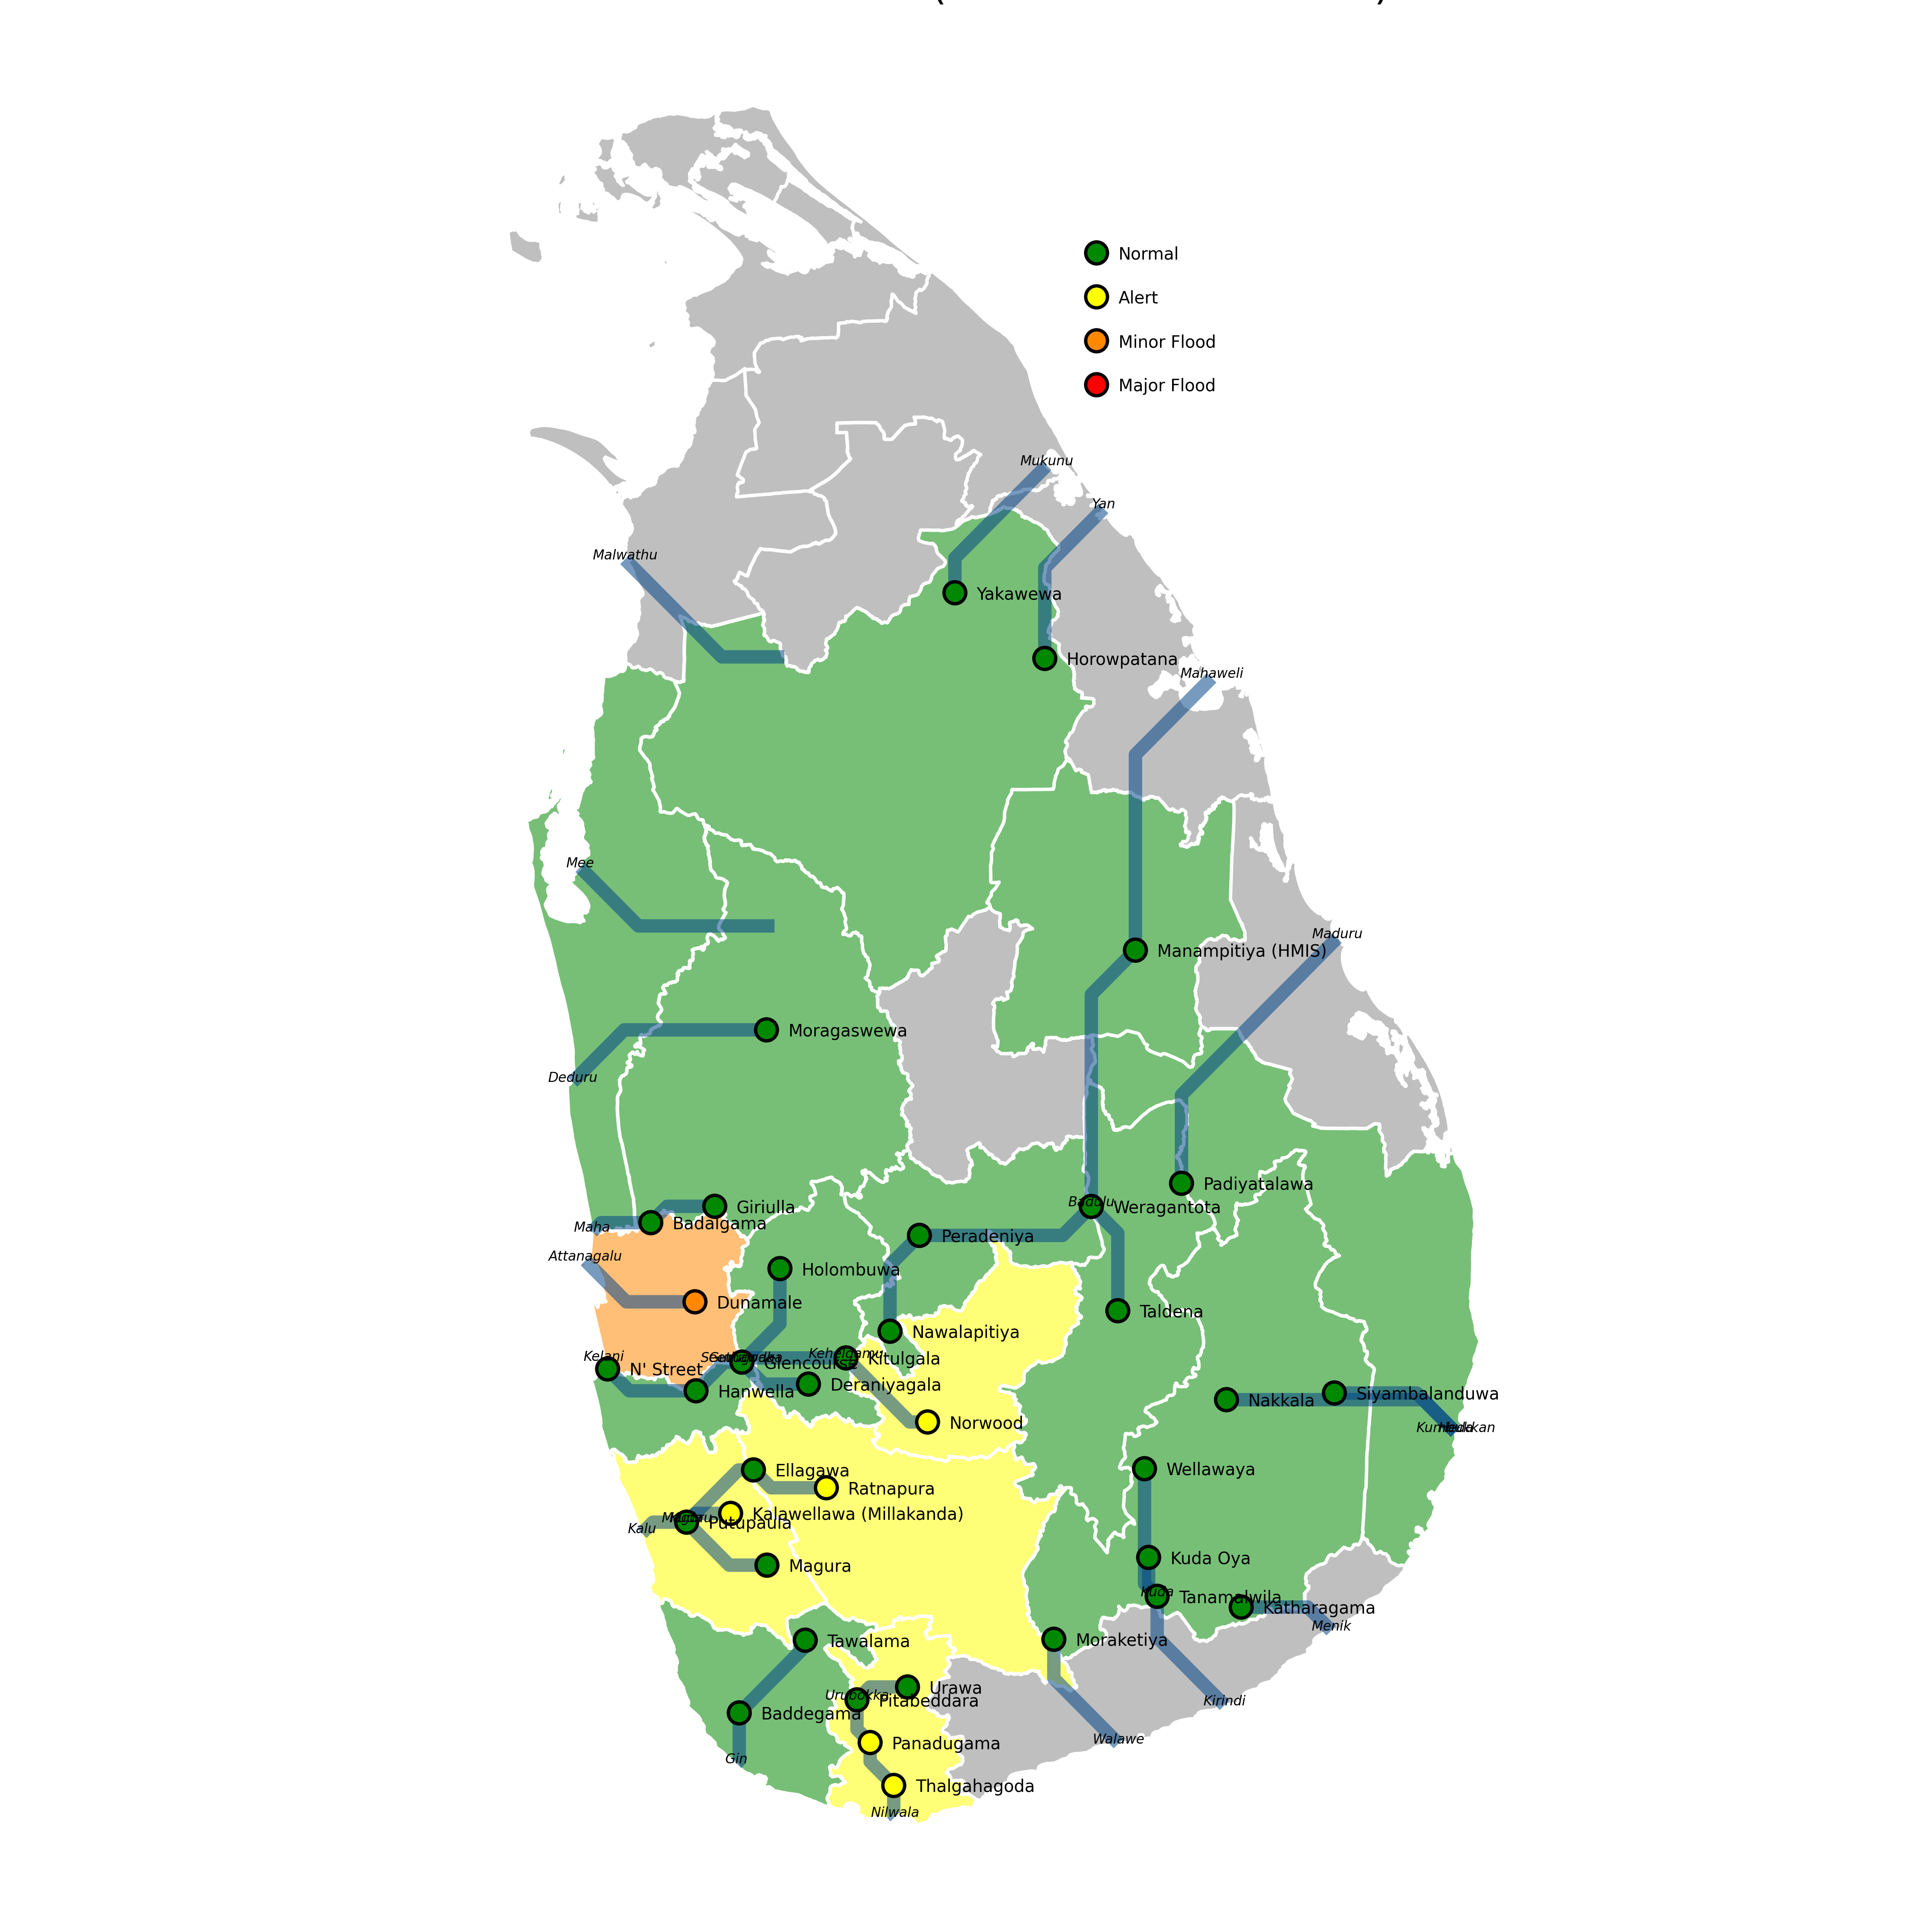 Normal
Alert
Minor Flood
Major Flood
Mukunu
Yan
Malwathu
Yakawewa
Horowpatana
Mahaweli
Mee
Maduru
Manampitiya (HMIS)
Moragaswewa
Deduru
Padiyatalawa
Badulu
Weragantota
Giriulla
Badalgama
Maha
Peradeniya
Attanagalu
Holombuwa
Dunamale
Taldena
Nawalapitiya
Kehelgamu
Kitulgala
Kelani
N' Street
Glencourse
Deraniyagala
Hanwella
Siyambalanduwa
Nakkala
Norwood
Wellawaya
Ellagawa
Ratnapura
Kalawellawa (Millakanda)
Putupaula
Kalu
Kuda Oya
Magura
Kuda
Tanamalwila
Katharagama
Menik
Tawalama
Moraketiya
Urawa
Urubokka
Pitabeddara
Kirindi
Baddegama
Walawe
Panadugama
Gin
Thalgahagoda
Nilwala